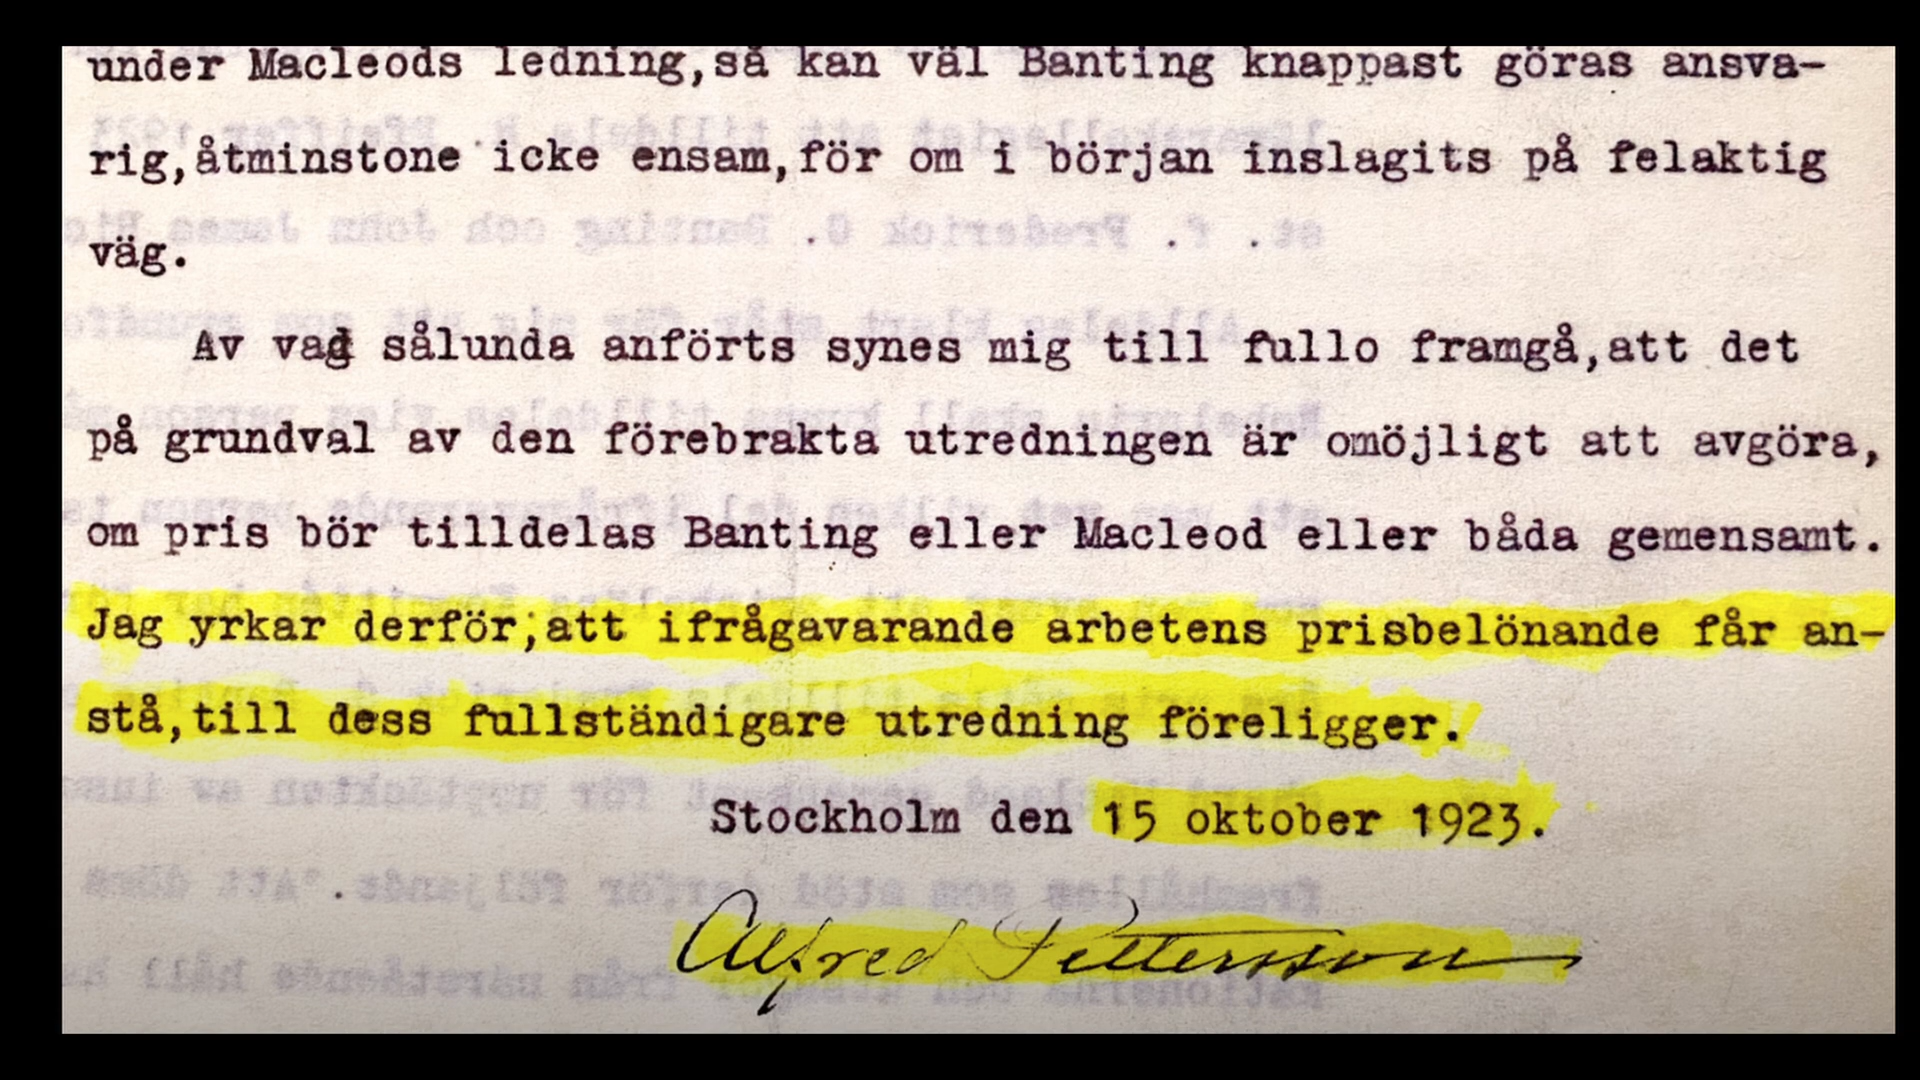 under Macleods ledning,så kan väl Banting knappast göras ansva-
rig,åtminstone icke ensam,för om i början inslagits på felaktig
väg.
Av vad sålunda anförts synes mig till fullo framgå,att det
på grundval av den förebrakta utredningen är omöjligt att avgöra,
om pris bör tilldelas Banting eller Macleod eller båda gemensamt.
Jag yrkar derför,att ifrågavarande arbetens prisbelönande får an-
stå,till dess fullständigare utredning föreligger.
Stockholm den 15 oktober 1923.
Alfred Pettersson